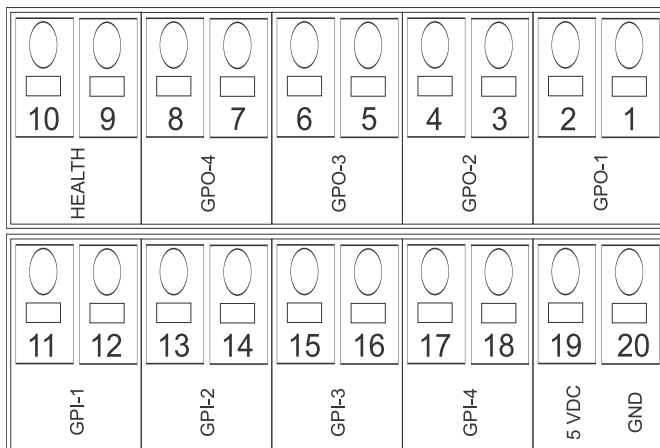 10 9 8 7 6 5 4 3 2 1
HEALTH GPO-4 GPO-3 GPO-2 GPO-1
11 12 13 14 15 16 17 18 19 20
GPI-1 GPI-2 GPI-3 GPI-4 5 VDC GND